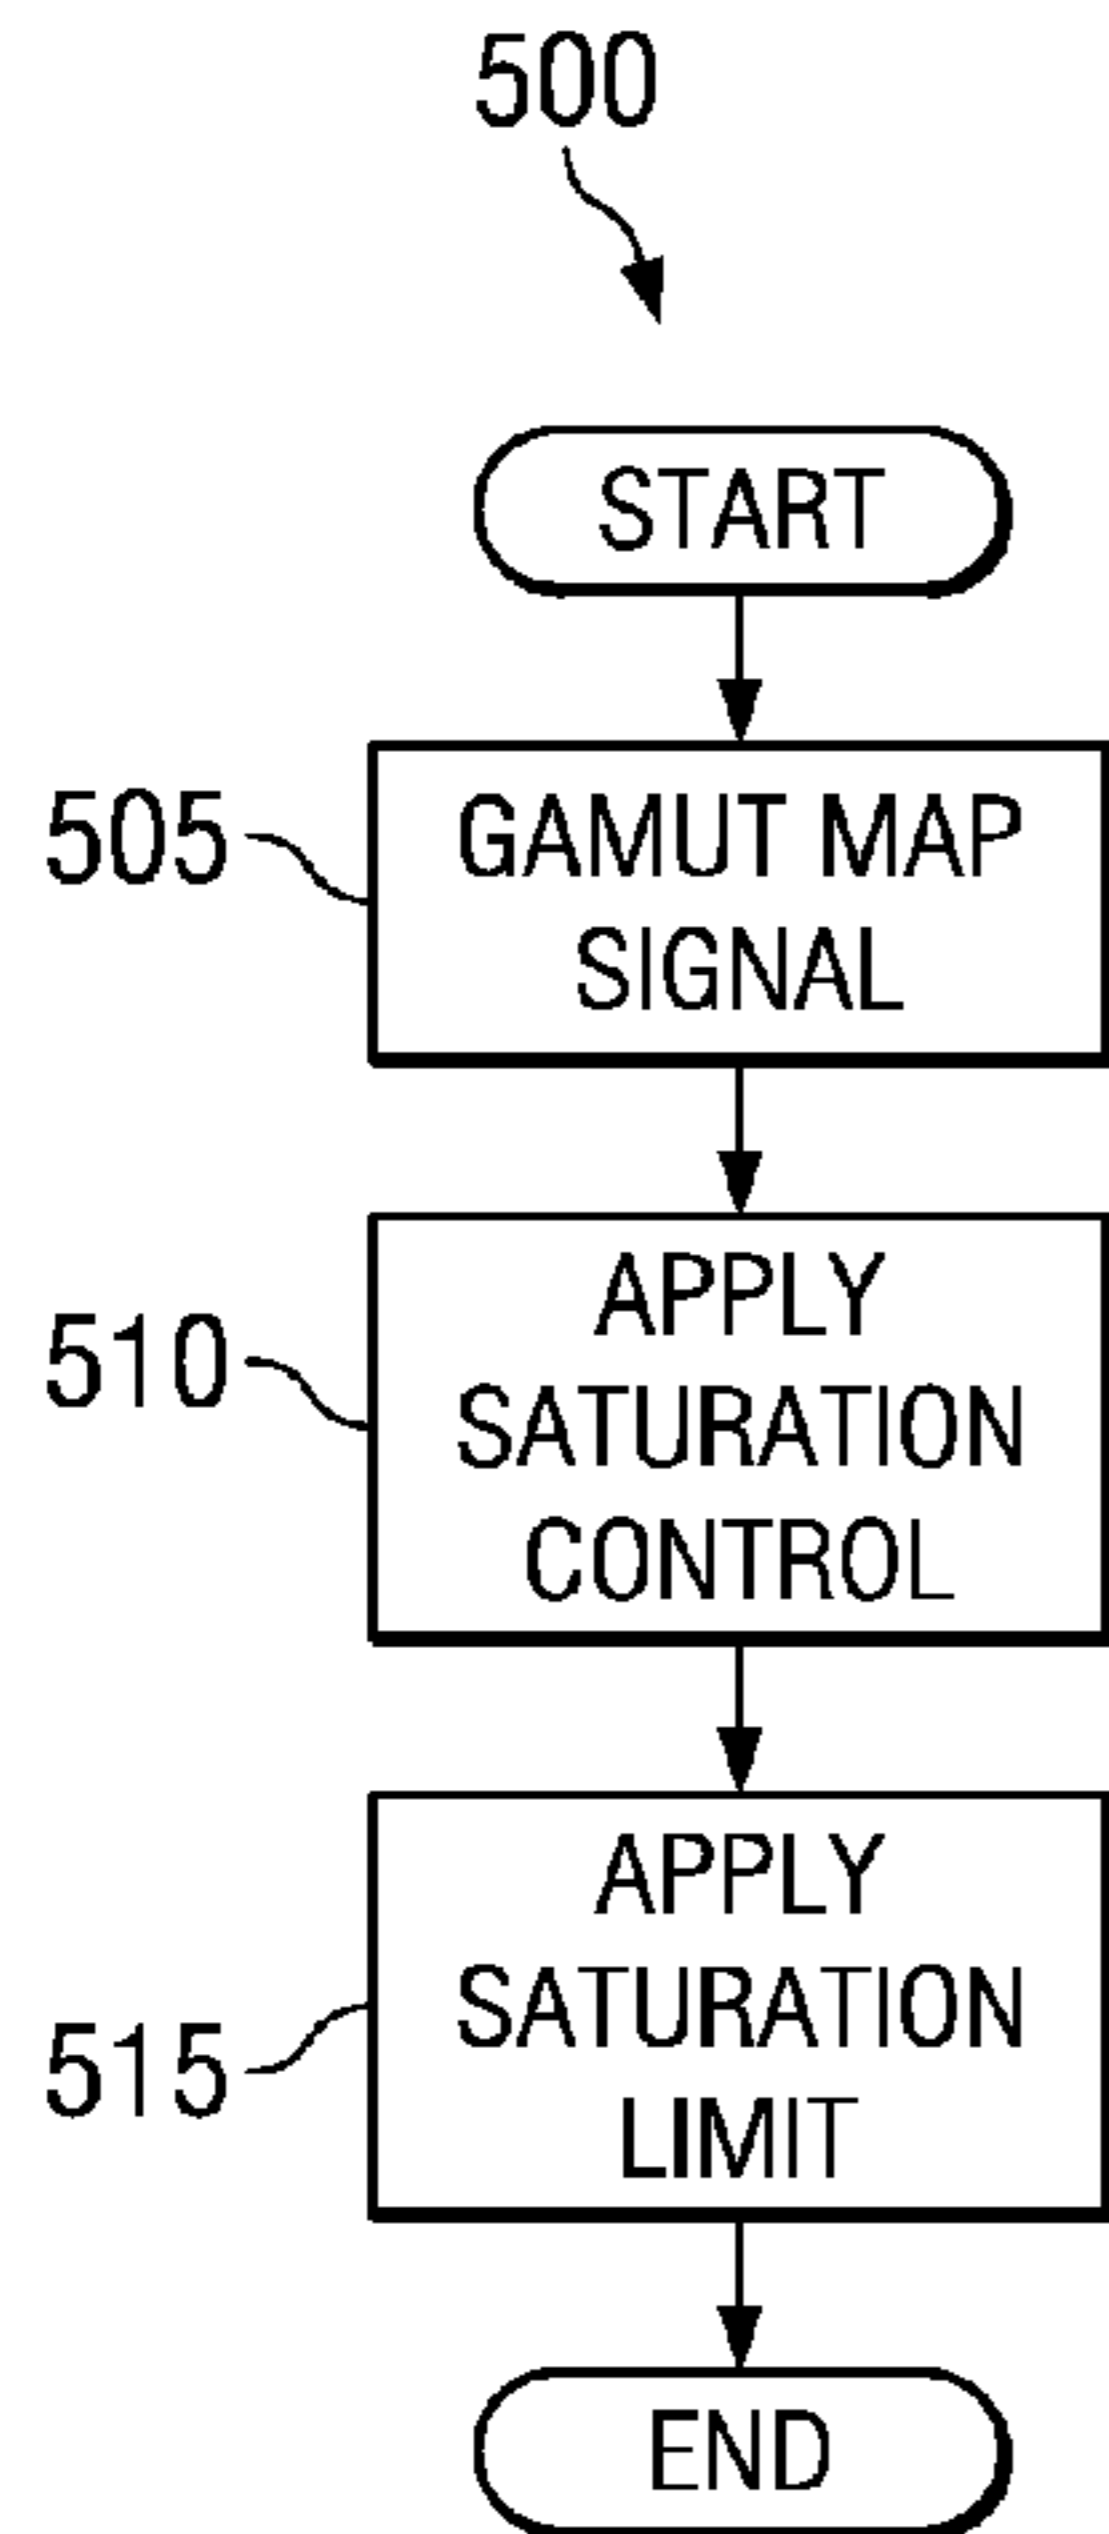 500
START
505
GAMUT MAP
SIGNAL
510
APPLY
SATURATION
CONTROL
515
APPLY
SATURATION
LIMIT
END